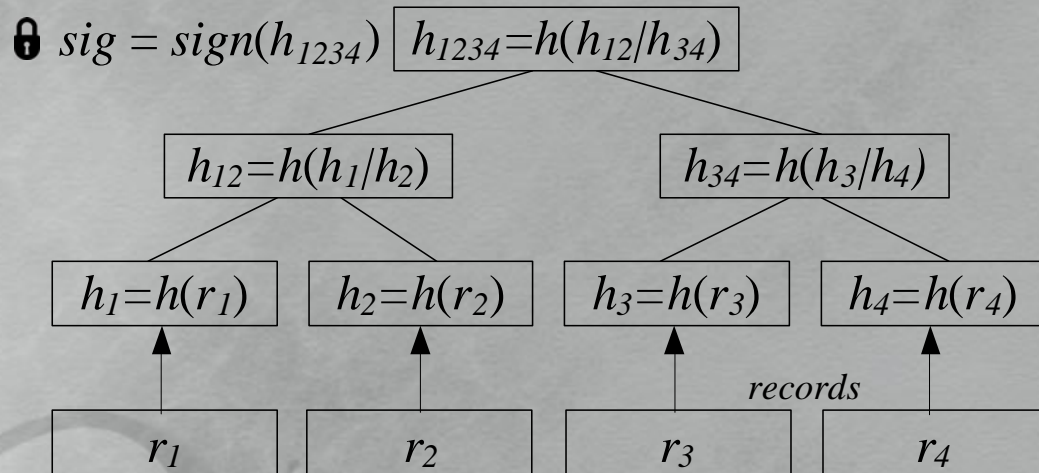 sig = sign(h₁₂₃₄) h₁₂₃₄=h(h₁₂/h₃₄)
h₁₂=h(h₁/h₂) h₃₄=h(h₃/h₄)
h₁=h(r₁) h₂=h(r₂) h₃=h(r₃) h₄=h(r₄)
records
r₁ r₂ r₃ r₄